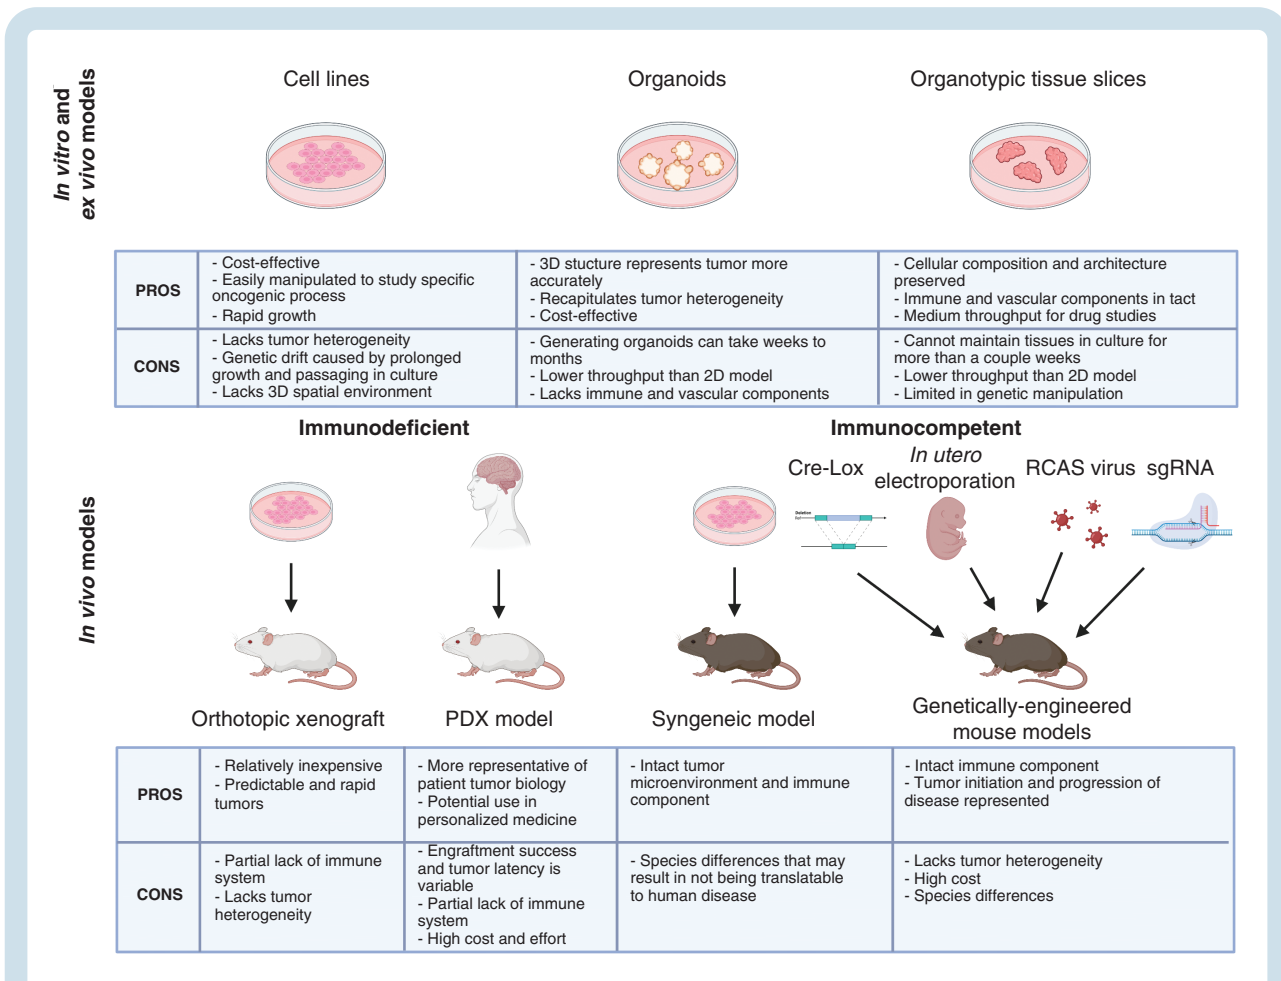 In vitro and
ex vivo models
Cell lines
Organoids
Organotypic tissue slices
PROS
- Cost-effective
- Easily manipulated to study specific
oncogenic process
- Rapid growth
- 3D stucture represents tumor more
accurately
- Recapitulates tumor heterogeneity
- Cost-effective
- Cellular composition and architecture
preserved
- Immune and vascular components in tact
- Medium throughput for drug studies
CONS
- Lacks tumor heterogeneity
- Genetic drift caused by prolonged
growth and passaging in culture
- Lacks 3D spatial environment
- Generating organoids can take weeks to
months
- Lower throughput than 2D model
- Lacks immune and vascular components
- Cannot maintain tissues in culture for
more than a couple weeks
- Lower throughput than 2D model
- Limited in genetic manipulation
In vivo models
Immunodeficient
Immunocompetent
Cre-Lox
In utero
electroporation
RCAS virus
sgRNA
Deletion
Orthotopic xenograft
PDX model
Syngeneic model
Genetically-engineered
mouse models
PROS
- Relatively inexpensive
- Predictable and rapid
tumors
- More representative of
patient tumor biology
- Potential use in
personalized medicine
- Intact tumor
microenvironment and immune
component
- Intact immune component
- Tumor initiation and progression of
disease represented
CONS
- Partial lack of immune
system
- Lacks tumor
heterogeneity
- Engraftment success
and tumor latency is
variable
- Partial lack of immune
system
- High cost and effort
- Species differences that may
result in not being translatable
to human disease
- Lacks tumor heterogeneity
- High cost
- Species differences